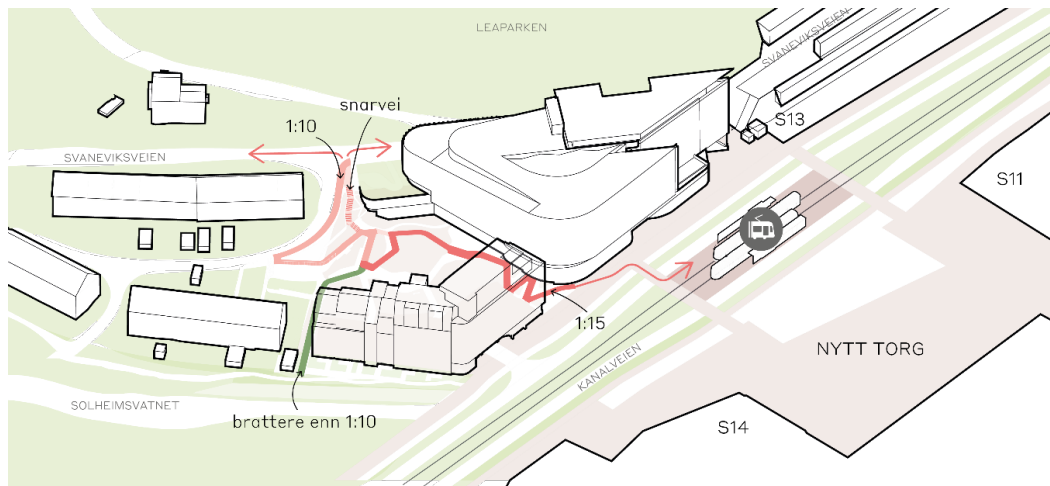 LEAPARKEN
SVANEVIKSVEIEN
snarvei
1:10
S13
SVANEVIKSVEIEN
S11
1:15
NYTT TORG
KANALVEIEN
SOLHEIMSVATNET
brattere enn 1:10
S14